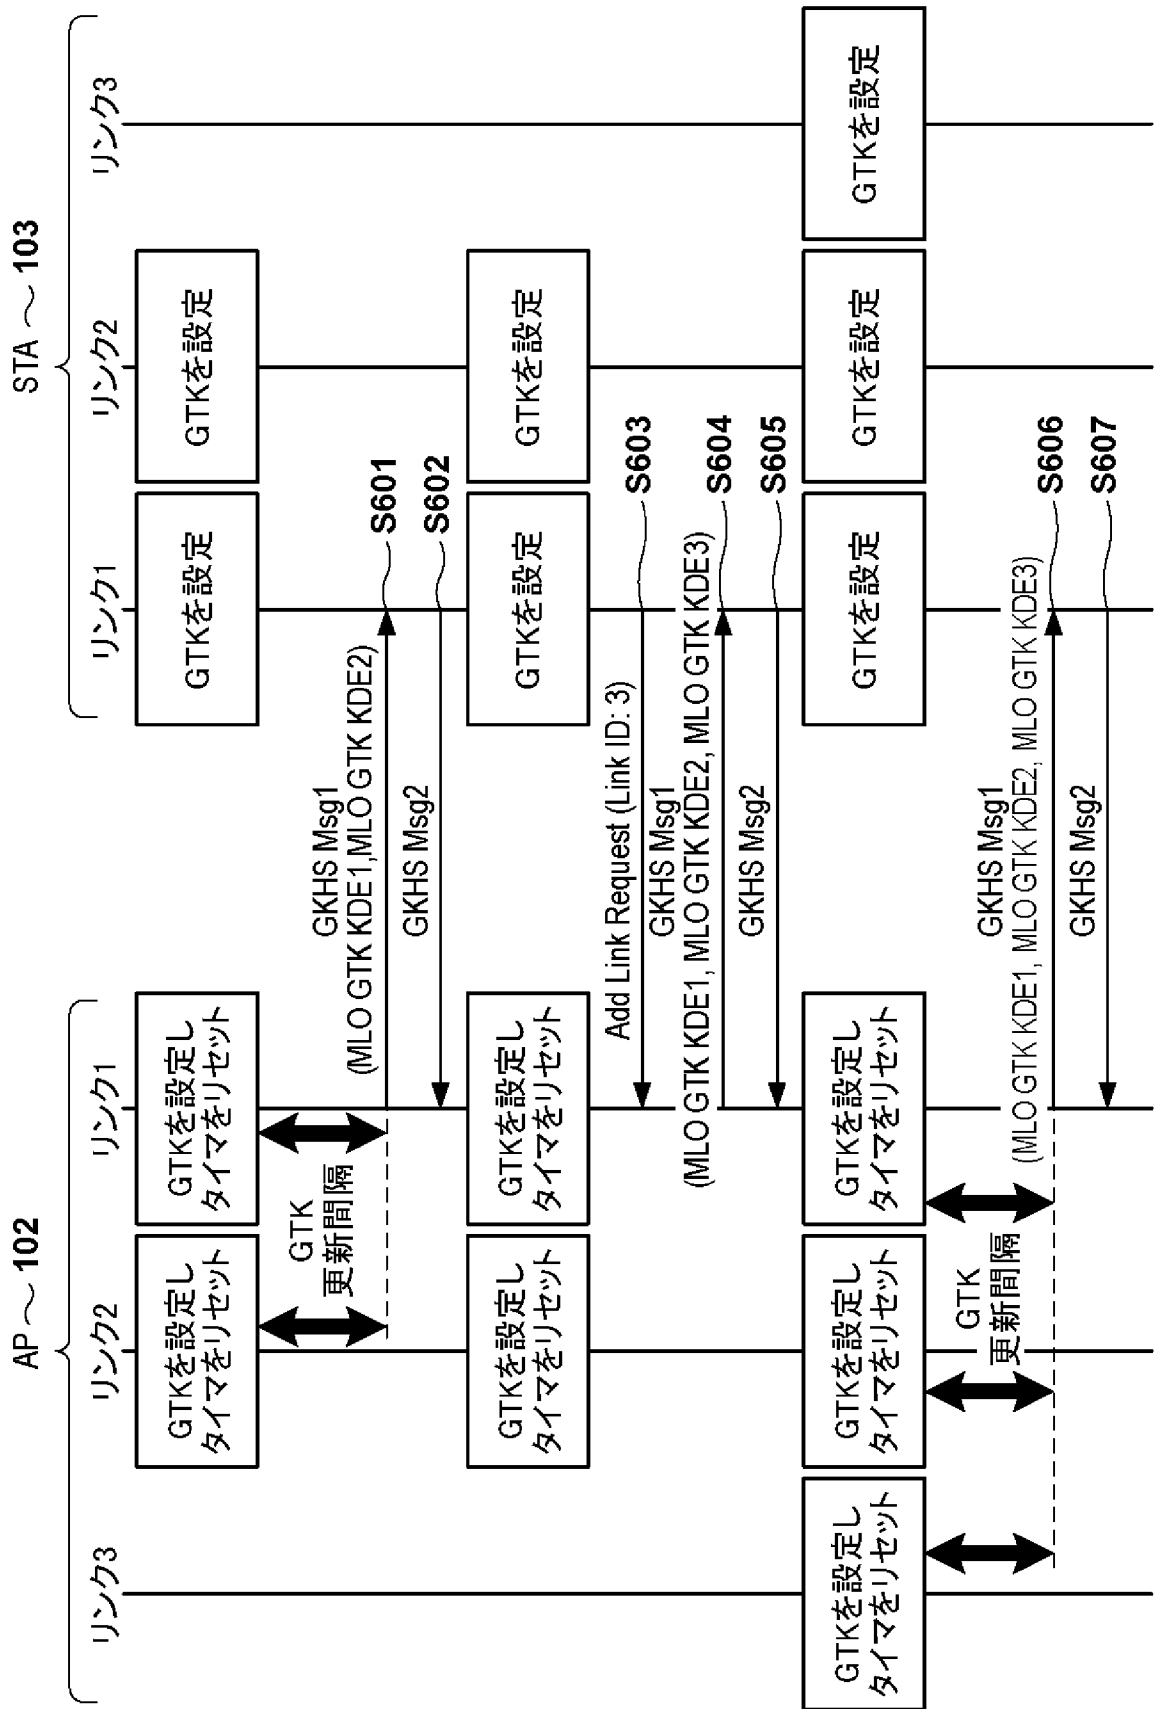 AP ～ 102
STA ～ 103
リンク3
リンク2
リンク1
リンク1
リンク2
リンク3
GTKを設定し
タイマをリセット
GTKを設定し
タイマをリセット
GTKを設定
GTKを設定
GTK
更新間隔
GKHS Msg1
(MLO GTK KDE1,MLO GTK KDE2)
S601
GKHS Msg2
S602
GTKを設定し
タイマをリセット
GTKを設定し
タイマをリセット
GTKを設定
GTKを設定
Add Link Request (Link ID: 3)
S603
GKHS Msg1
(MLO GTK KDE1, MLO GTK KDE2, MLO GTK KDE3)
S604
GKHS Msg2
S605
GTKを設定し
タイマをリセット
GTKを設定し
タイマをリセット
GTKを設定し
タイマをリセット
GTKを設定
GTKを設定
GTKを設定
GTK
更新間隔
GKHS Msg1
(MLO GTK KDE1, MLO GTK KDE2, MLO GTK KDE3)
S606
GKHS Msg2
S607